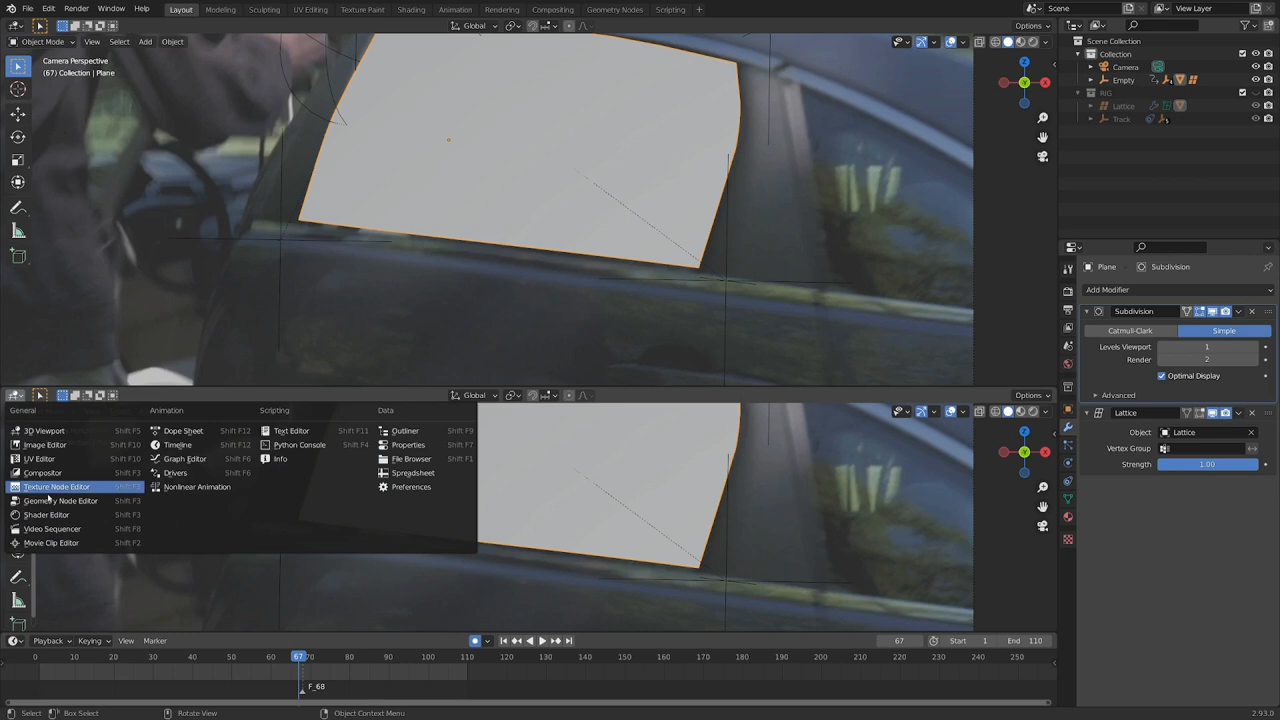 File Edit Render Window Help Layout Modeling Sculpting UV Editing Texture Paint Shading Animation Rendering Compositing Geometry Nodes Scripting Scene View Layer
Global Options
Object Mode View Select Add Object
Camera Perspective
(67) Collection | Plane
Z
Y X
Scene Collection
Collection
Camera
Empty
RIG
Lattice
Track
Plane Subdivision
Add Modifier
Subdivision
Catmull-Clark Simple
Levels Viewport 1
Render 2
Optimal Display
Advanced
Lattice
Object Lattice
Vertex Group
Strength 1.00
Global Options
General Animation Scripting Data
3D Viewport Shift F5 Dope Sheet Shift F12 Text Editor Shift F11 Outliner Shift F9
Image Editor Shift F10 Timeline Shift F12 Python Console Shift F4 Properties Shift F7
UV Editor Shift F10 Graph Editor Shift F6 Info File Browser Shift F1
Compositor Shift F3 Drivers Shift F6 Spreadsheet
Texture Node Editor Shift F3 Nonlinear Animation Preferences
Geometry Node Editor Shift F3
Shader Editor Shift F3
Video Sequencer Shift F8
Movie Clip Editor Shift F2
Z
Y X
Playback Keying View Marker 67 Start 1 End 110
0 10 20 30 40 50 60 67 70 80 90 100 110 120 130 140 150 160 170 180 190 200 210 220 230 240 250
F_68
Select Box Select Rotate View Object Context Menu 2.93.0